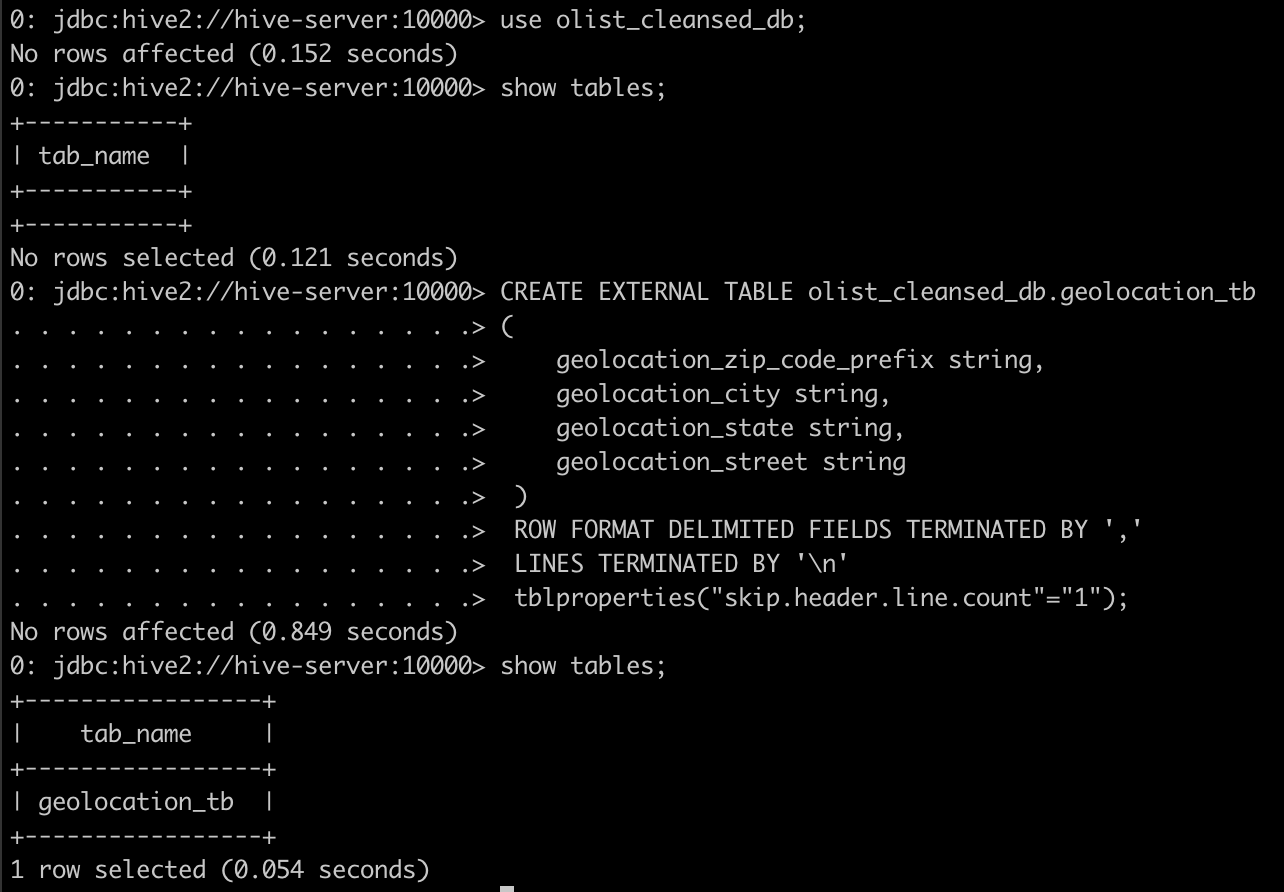 0: jdbc:hive2://hive-server:10000> use olist_cleansed_db;
No rows affected (0.152 seconds)
0: jdbc:hive2://hive-server:10000> show tables;
+-----------+
| tab_name  |
+-----------+
+-----------+
No rows selected (0.121 seconds)
0: jdbc:hive2://hive-server:10000> CREATE EXTERNAL TABLE olist_cleansed_db.geolocation_tb
. . . . . . . . . . . . . . . . .> (
. . . . . . . . . . . . . . . . .>     geolocation_zip_code_prefix string,
. . . . . . . . . . . . . . . . .>     geolocation_city string,
. . . . . . . . . . . . . . . . .>     geolocation_state string,
. . . . . . . . . . . . . . . . .>     geolocation_street string
. . . . . . . . . . . . . . . . .>  )
. . . . . . . . . . . . . . . . .>  ROW FORMAT DELIMITED FIELDS TERMINATED BY ','
. . . . . . . . . . . . . . . . .>  LINES TERMINATED BY '\n'
. . . . . . . . . . . . . . . . .>  tblproperties("skip.header.line.count"="1");
No rows affected (0.849 seconds)
0: jdbc:hive2://hive-server:10000> show tables;
+-----------------+
|    tab_name     |
+-----------------+
| geolocation_tb  |
+-----------------+
1 row selected (0.054 seconds)